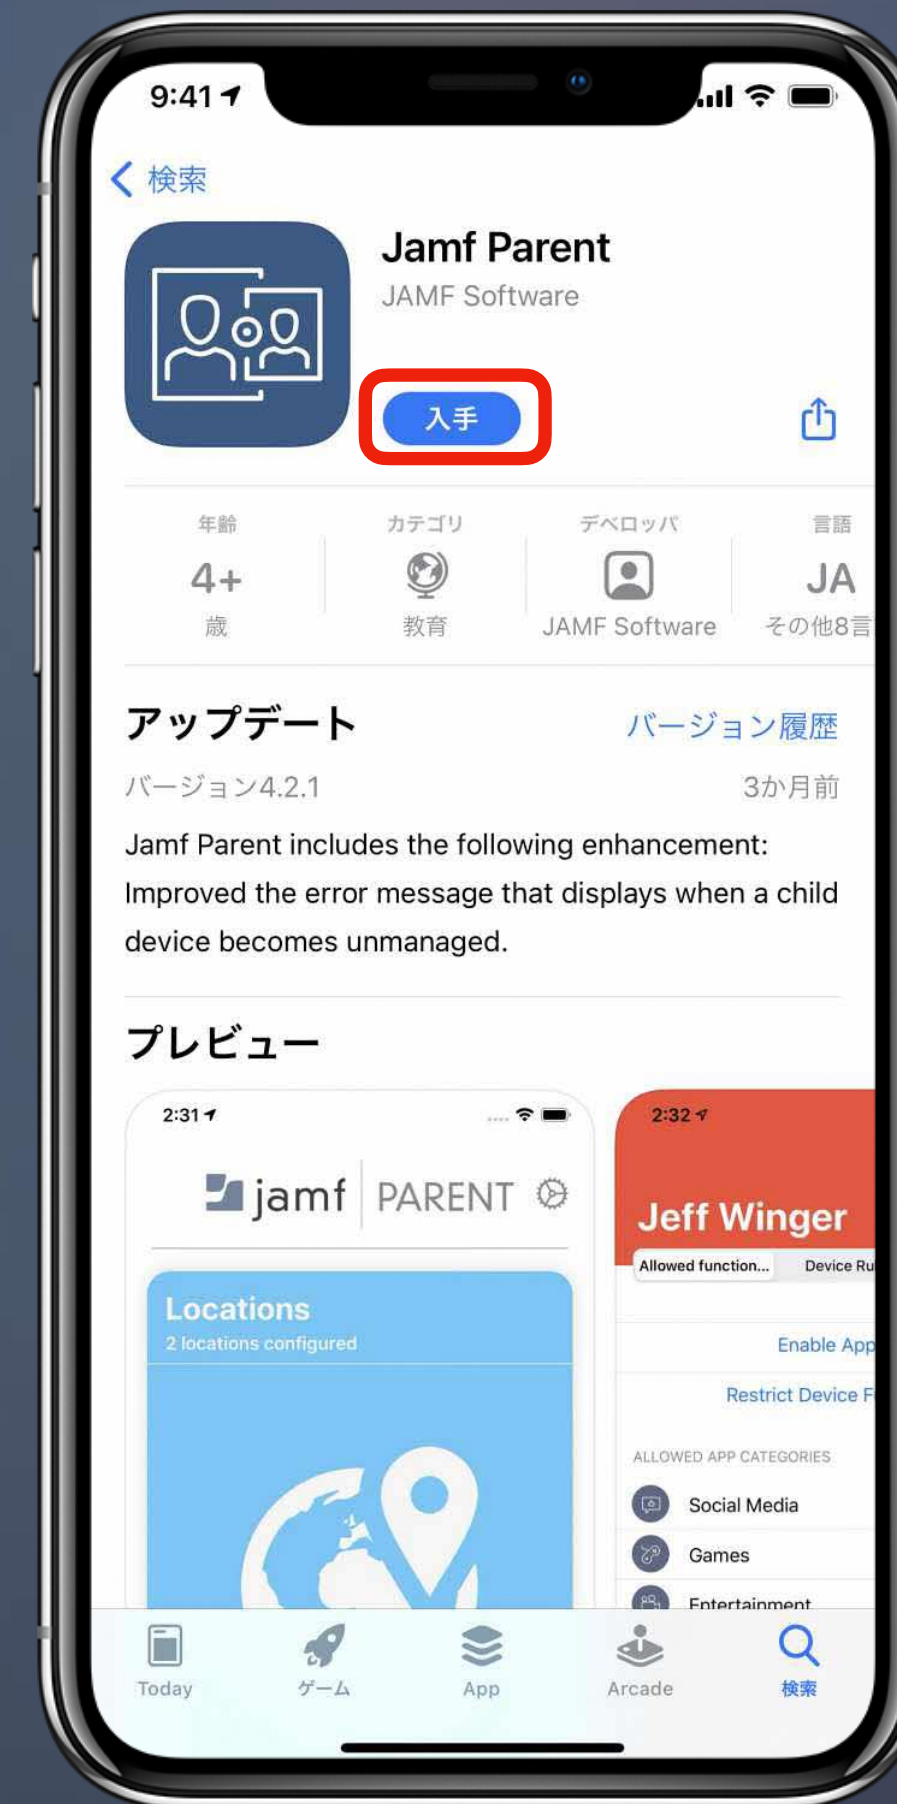 9:41
検索
Jamf Parent
JAMF Software
入手
年齢
カテゴリ
デベロッパ
言語
4+
JA
歳
教育
JAMF Software
その他8言
アップデート
バージョン履歴
バージョン4.2.1
3か月前
Jamf Parent includes the following enhancement:
Improved the error message that displays when a child
device becomes unmanaged.
プレビュー
2:31
jamf PARENT
Locations
2 locations configured
2:32
Jeff Winger
Allowed function...
Device Ru
Enable App
Restrict Device F
ALLOWED APP CATEGORIES
Social Media
Games
Entertainment
Today
ゲーム
App
Arcade
検索